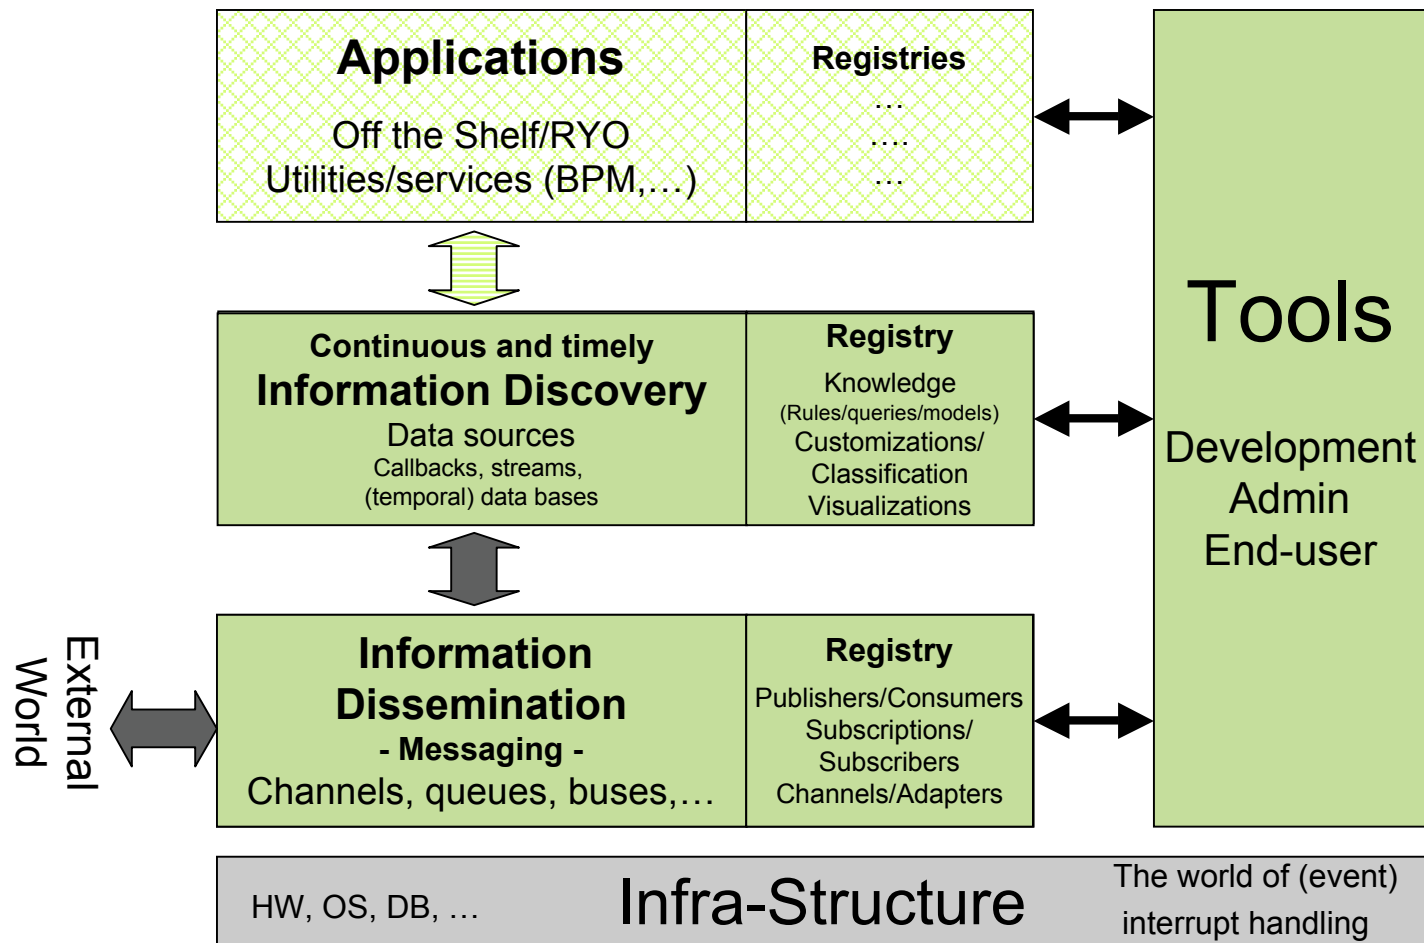 Applications
Off the Shelf/RYO
Utilities/services (BPM,…)
Registries
…
….
…
Continuous and timely
Information Discovery
Data sources
Callbacks, streams,
(temporal) data bases
Registry
Knowledge
(Rules/queries/models)
Customizations/
Classification
Visualizations
Tools
Development
Admin
End-user
External
World
Information
Dissemination
- Messaging -
Channels, queues, buses,…
Registry
Publishers/Consumers
Subscriptions/
Subscribers
Channels/Adapters
HW, OS, DB, …
Infra-Structure
The world of (event)
interrupt handling